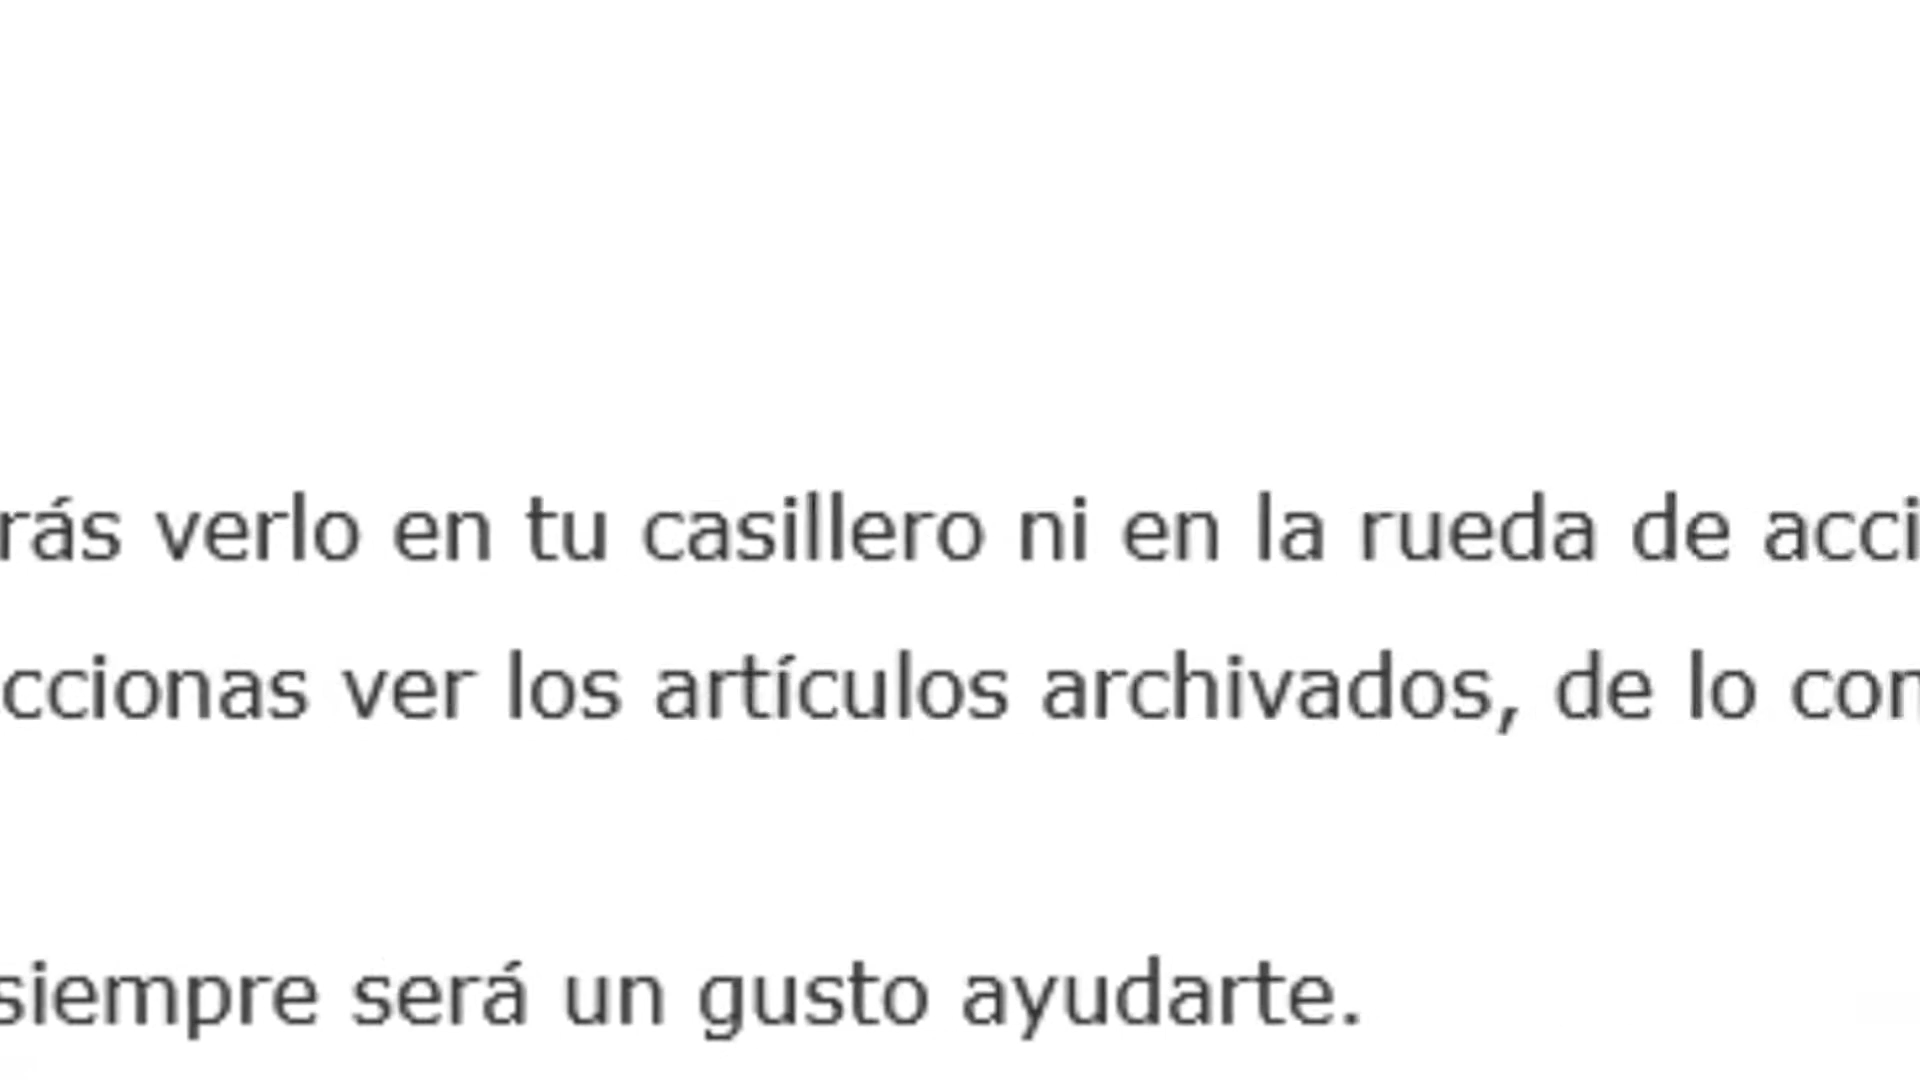 rás verlo en tu casillero ni en la rueda de acci
ccionas ver los artículos archivados, de lo con
siempre será un gusto ayudarte.